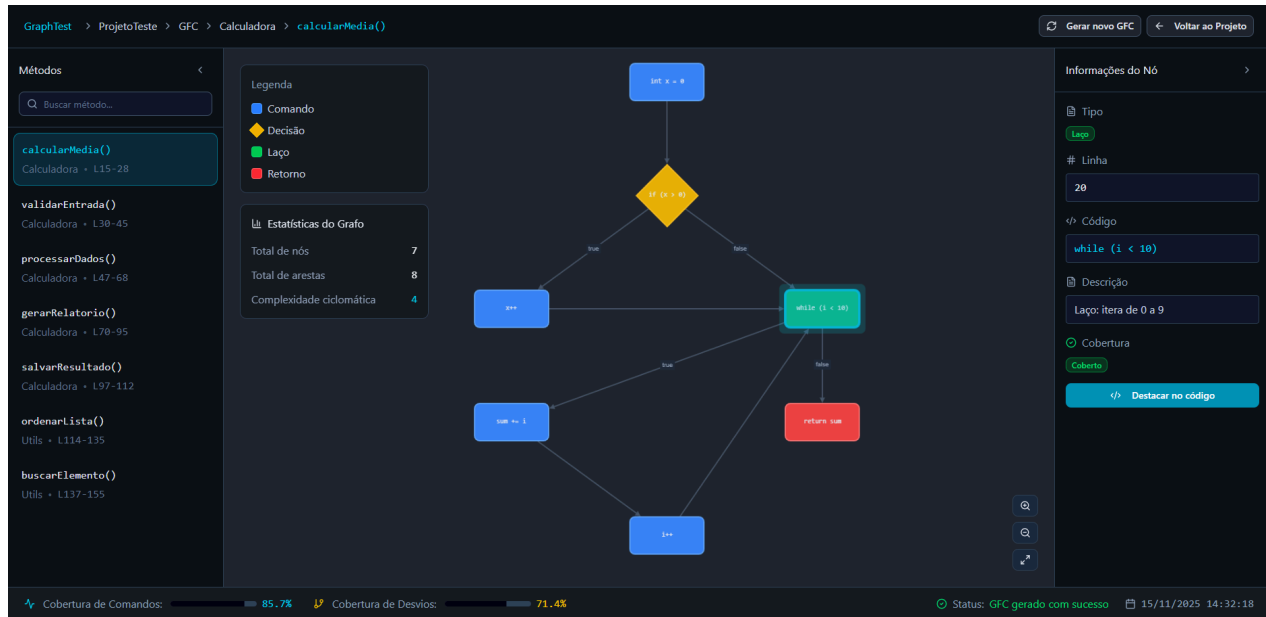 GraphTest > ProjetoTeste > GFC > Calculadora > calcularMedia()
Gerar novo GFC
← Voltar ao Projeto
Métodos
Buscar método...
calcularMedia()
Calculadora • L15-28
validarEntrada()
Calculadora • L30-45
processarDados()
Calculadora • L47-68
gerarRelatorio()
Calculadora • L70-95
salvarResultado()
Calculadora • L97-112
ordenarLista()
Utils • L114-135
buscarElemento()
Utils • L137-155
Legenda
Comando
Decisão
Laço
Retorno
Estatísticas do Grafo
Total de nós 7
Total de arestas 8
Complexidade ciclomática 4
int x = 0
if (x > 0)
true
false
x++
while (i < 10)
true
false
sum += i
return sum
i++
Informações do Nó
Tipo
Laço
# Linha
20
</> Código
while (i < 10)
Descrição
Laço: itera de 0 a 9
Cobertura
Coberto
</> Destacar no código
Cobertura de Comandos: 85.7%
Cobertura de Desvios: 71.4%
Status: GFC gerado com sucesso
15/11/2025 14:32:18